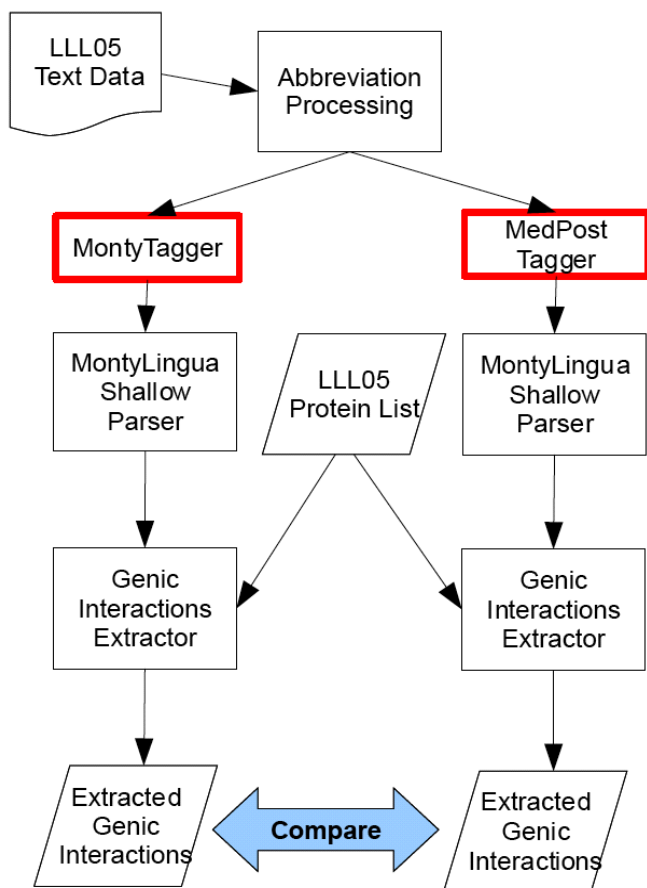 LLL05
Text Data
Abbreviation
Processing
MontyTagger
MedPost
Tagger
MontyLingua
Shallow
Parser
LLL05
Protein List
MontyLingua
Shallow
Parser
Genic
Interactions
Extractor
Genic
Interactions
Extractor
Extracted
Genic
Interactions
Compare
Extracted
Genic
Interactions